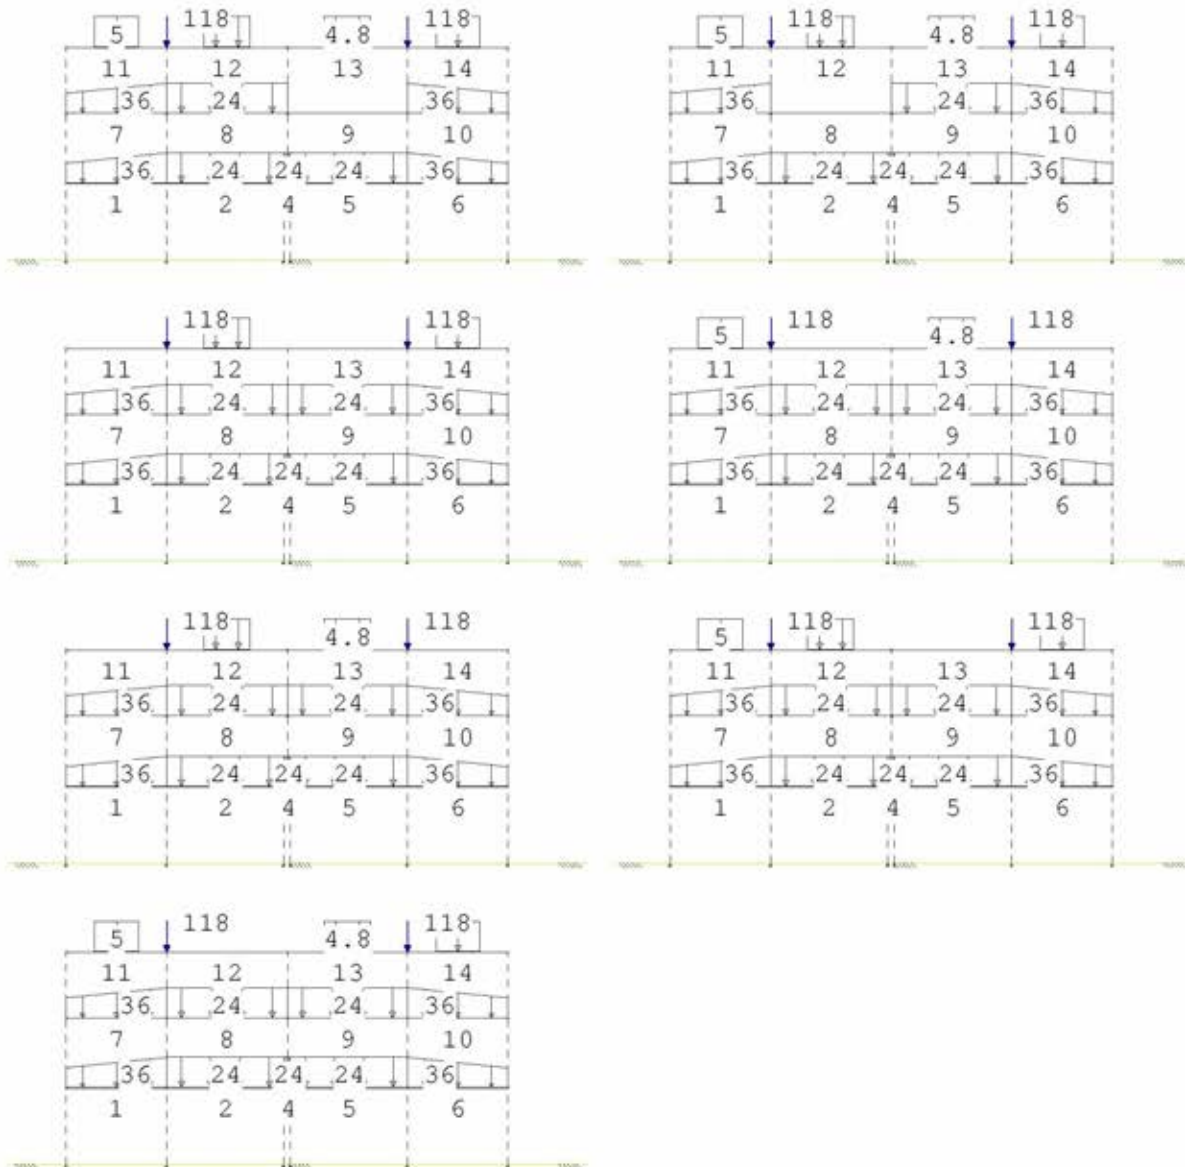 118 118 118 118
5 4.8 5 4.8
11 12 13 14 11 12 13 14
36 24 36 36 24 36
7 8 9 10 7 8 9 10
36 24 24 24 36 36 24 24 24 36
1 2 4 5 6 1 2 4 5 6
118 118 118 118
5 4.8
11 12 13 14 11 12 13 14
36 24 24 36 36 24 24 36
7 8 9 10 7 8 9 10
36 24 24 24 36 36 24 24 24 36
1 2 4 5 6 1 2 4 5 6
118 118 118 118
4.8 5
11 12 13 14 11 12 13 14
36 24 24 36 36 24 24 36
7 8 9 10 7 8 9 10
36 24 24 24 36 36 24 24 24 36
1 2 4 5 6 1 2 4 5 6
118 118
5 4.8
11 12 13 14
36 24 24 36
7 8 9 10
36 24 24 24 36
1 2 4 5 6